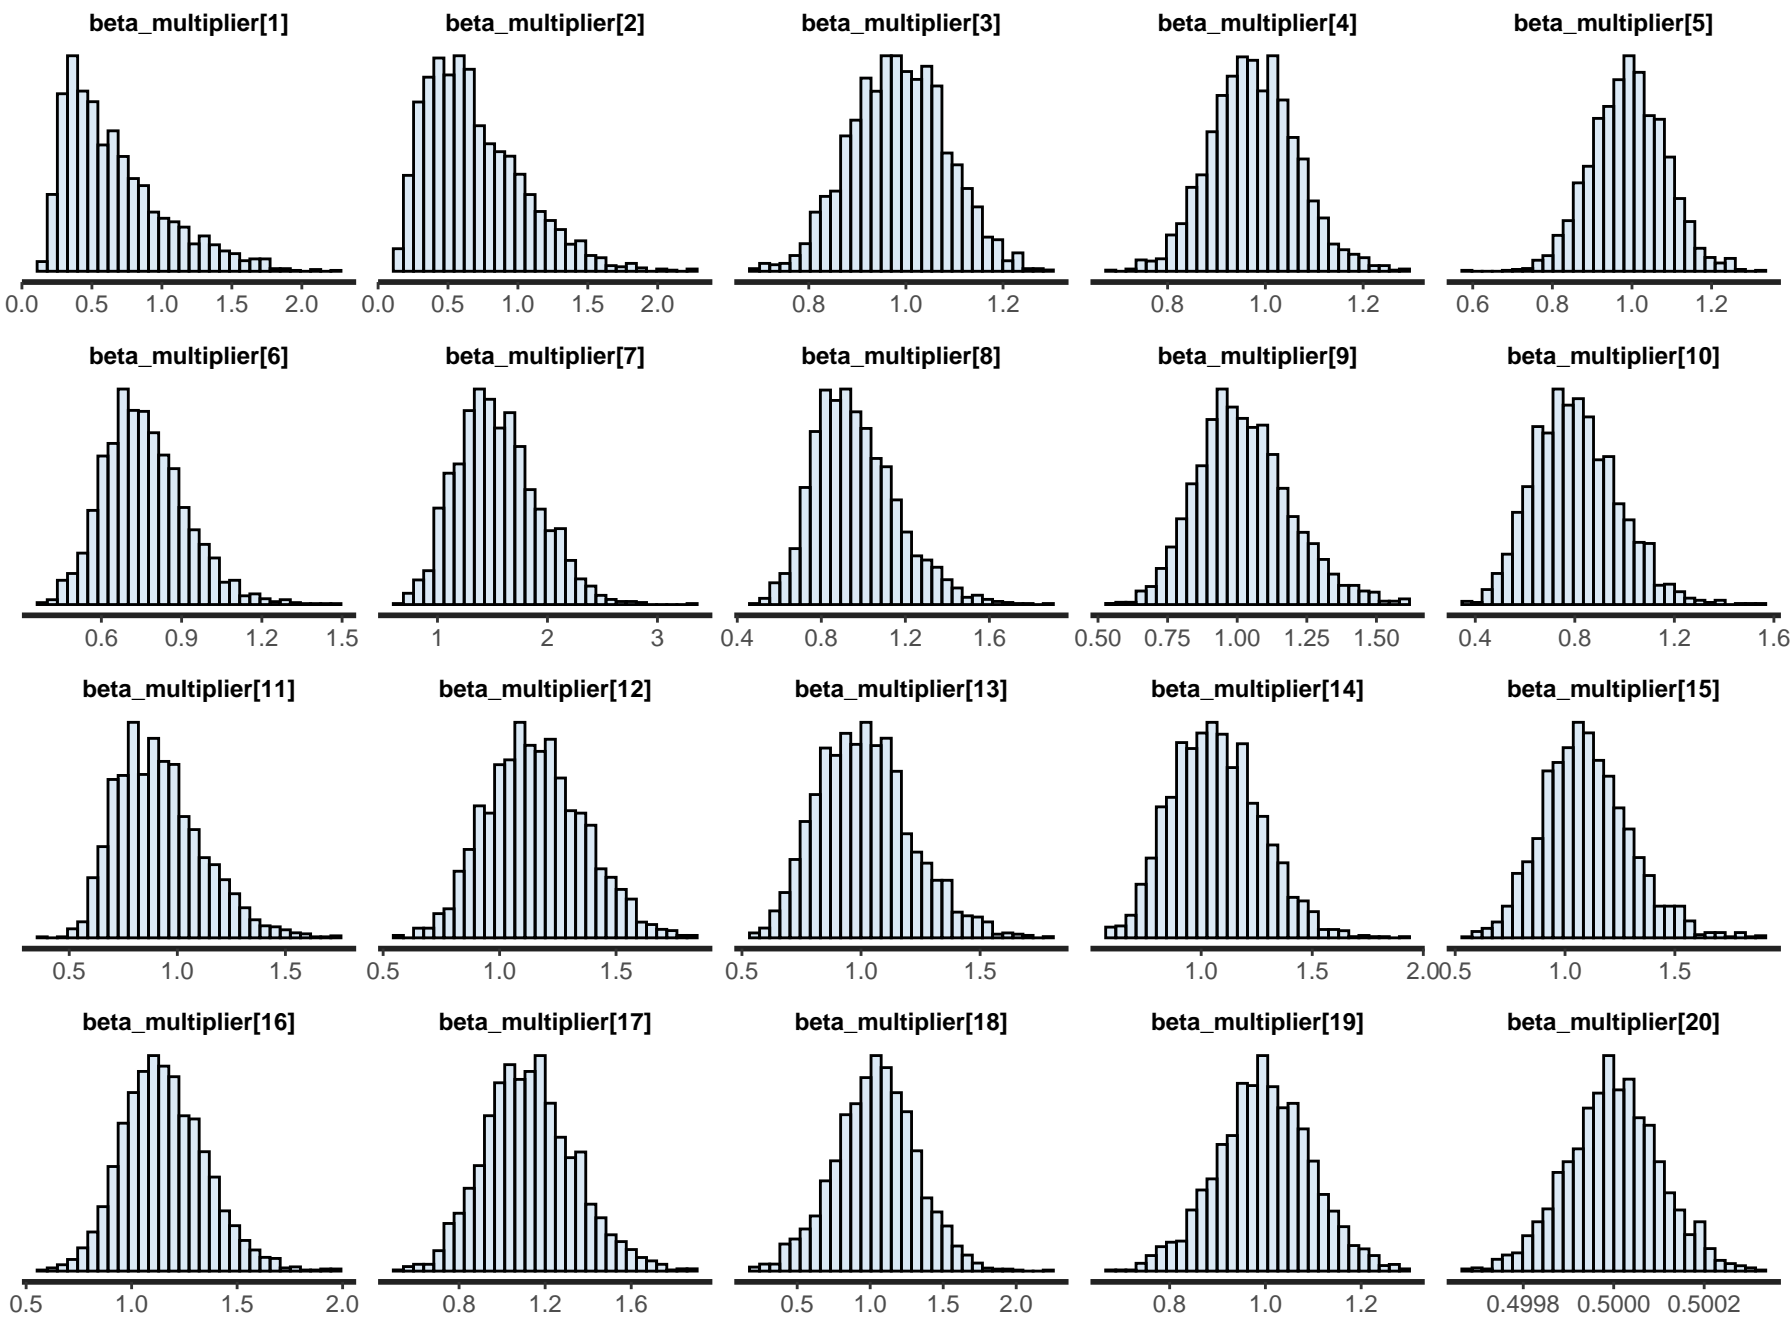 beta_multiplier[1] beta_multiplier[2] beta_multiplier[3] beta_multiplier[4] beta_multiplier[5]
0.0 0.5 1.0 1.5 2.0 0.0 0.5 1.0 1.5 2.0 0.8 1.0 1.2 0.8 1.0 1.2 0.6 0.8 1.0 1.2
beta_multiplier[6] beta_multiplier[7] beta_multiplier[8] beta_multiplier[9] beta_multiplier[10]
0.6 0.9 1.2 1.5 1 2 3 0.4 0.8 1.2 1.6 0.50 0.75 1.00 1.25 1.50 0.4 0.8 1.2 1.6
beta_multiplier[11] beta_multiplier[12] beta_multiplier[13] beta_multiplier[14] beta_multiplier[15]
0.5 1.0 1.5 0.5 1.0 1.5 0.5 1.0 1.5 1.0 1.5 2.0 0.5 1.0 1.5
beta_multiplier[16] beta_multiplier[17] beta_multiplier[18] beta_multiplier[19] beta_multiplier[20]
0.5 1.0 1.5 2.0 0.8 1.2 1.6 0.5 1.0 1.5 2.0 0.8 1.0 1.2 0.4998 0.5000 0.5002